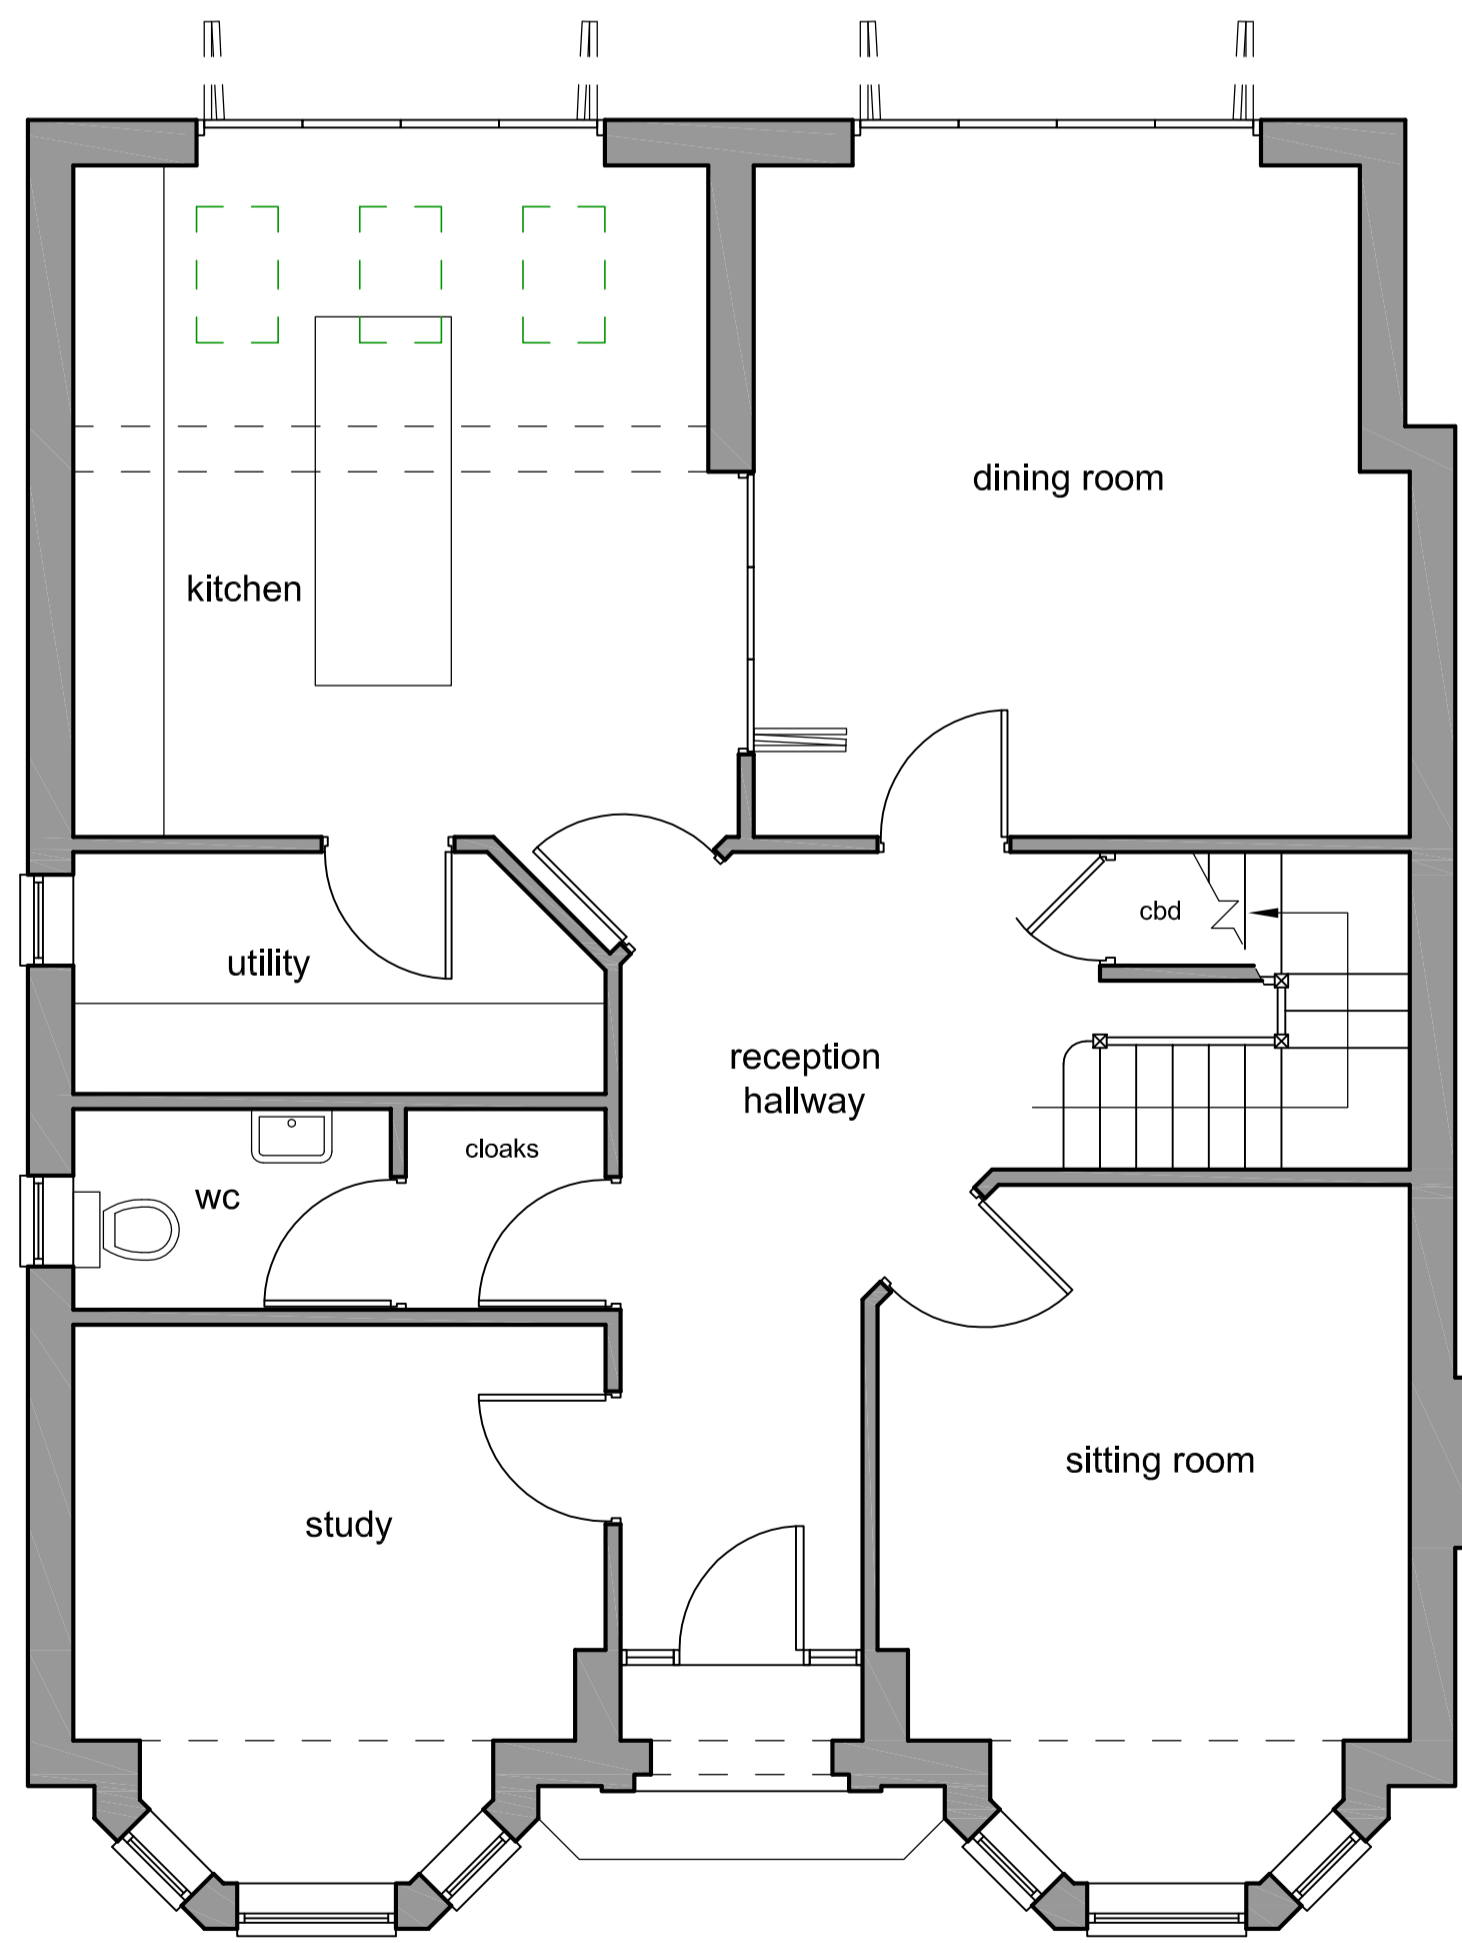 dining room
kitchen
cbd
utility
reception
hallway
cloaks
wc
sitting room
study